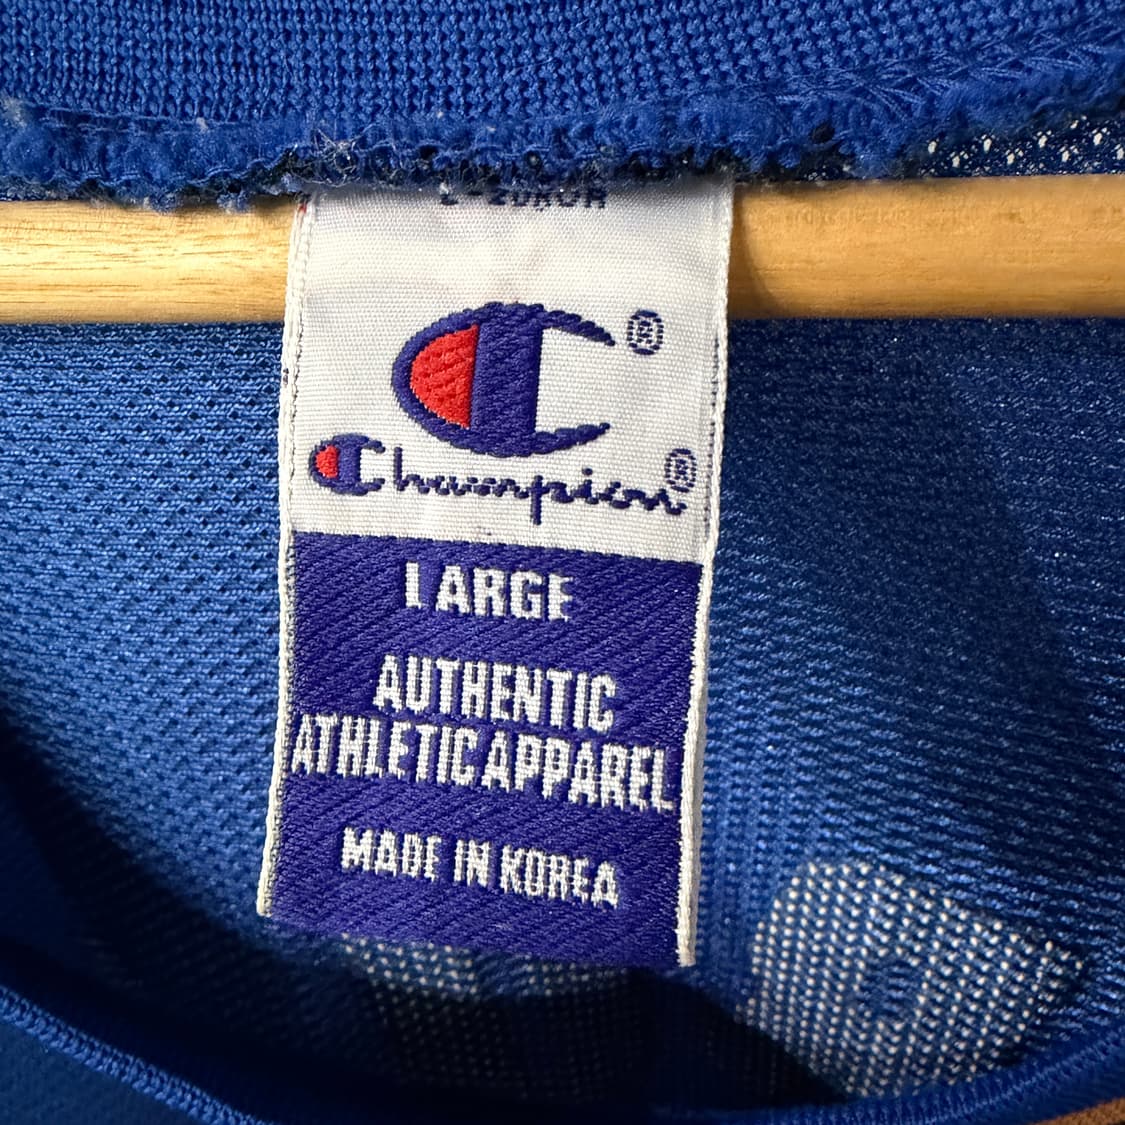 ®
Champion®
LARGE
AUTHENTIC
ATHLETIC APPAREL
MADE IN KOREA